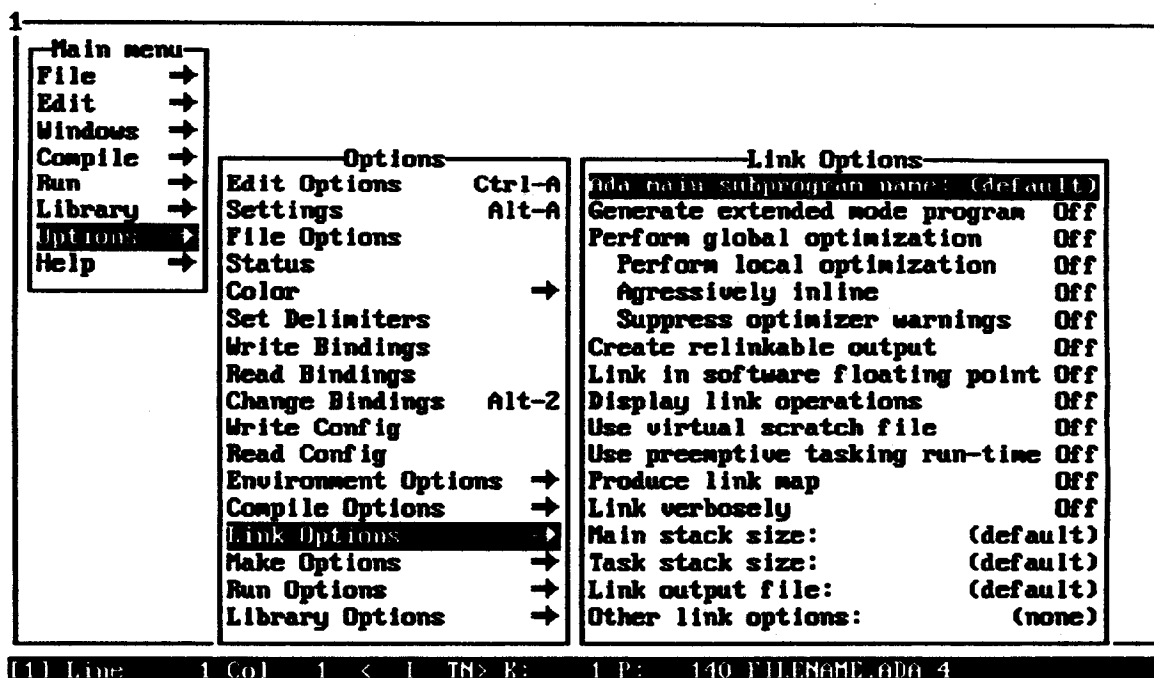 1
Main menu
File →
Edit →
Windows →
Compile →
Run →
Library →
Options →
Help →
Options
Edit Options Ctrl-A
Settings Alt-A
File Options
Status
Color →
Set Delimiters
Write Bindings
Read Bindings
Change Bindings Alt-2
Write Config
Read Config
Environment Options →
Compile Options →
Link Options →
Make Options →
Run Options →
Library Options →
Link Options
Ada main subprogram name: (default)
Generate extended mode program Off
Perform global optimization Off
Perform local optimization Off
Agressively inline Off
Suppress optimizer warnings Off
Create relinkable output Off
Link in software floating point Off
Display link operations Off
Use virtual scratch file Off
Use preemptive tasking run-time Off
Produce link map Off
Link verbosely Off
Main stack size: (default)
Task stack size: (default)
Link output file: (default)
Other link options: (none)
[1] Line 1 Col 1 < I TN> K: 1 P: 140 FILENAME.ADA 4